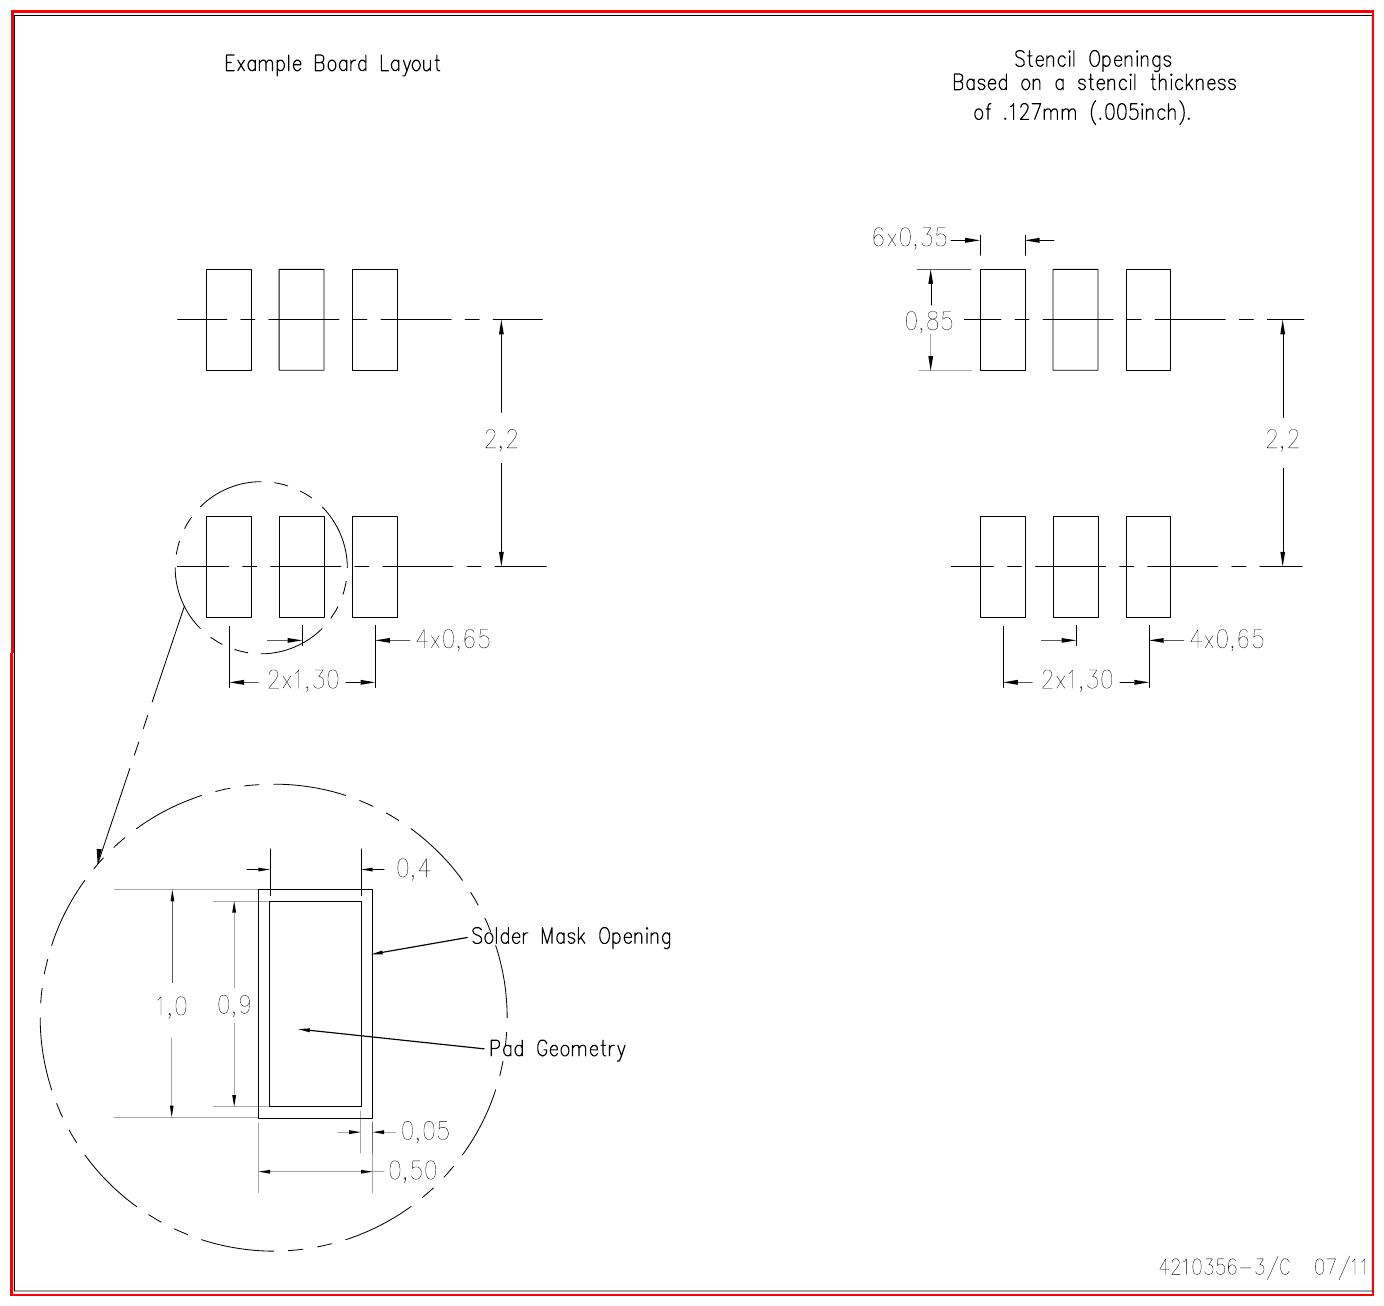 Example Board Layout
Stencil Openings
Based on a stencil thickness
of .127mm (.005inch).
6x0,35
0,85
2,2
2,2
4x0,65
2x1,30
4x0,65
2x1,30
0,4
Solder Mask Opening
1,0
0,9
Pad Geometry
0,05
0,50
4210356-3/C 07/11